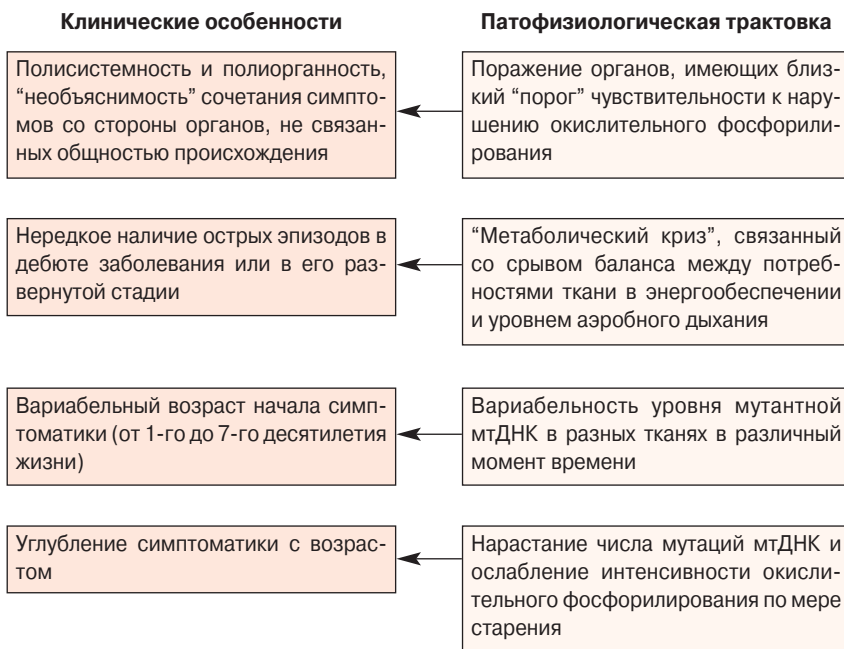 Клинические особенности
Патофизиологическая трактовка
Полисистемность и полиорганность,
“необъяснимость” сочетания симпто-
мов со стороны органов, не связан-
ных общностью происхождения
Поражение органов, имеющих близ-
кий “порог” чувствительности к нару-
шению окислительного фосфорили-
рования
Нередкое наличие острых эпизодов в
дебюте заболевания или в его раз-
вернутой стадии
“Метаболический криз”, связанный
со срывом баланса между потреб-
ностями ткани в энергообеспечении
и уровнем аэробного дыхания
Вариабельный возраст начала симп-
томатики (от 1-го до 7-го десятилетия
жизни)
Вариабельность уровня мутантной
мтДНК в разных тканях в различный
момент времени
Углубление симптоматики с возрас-
том
Нарастание числа мутаций мтДНК и
ослабление интенсивности окисли-
тельного фосфорилирования по мере
старения